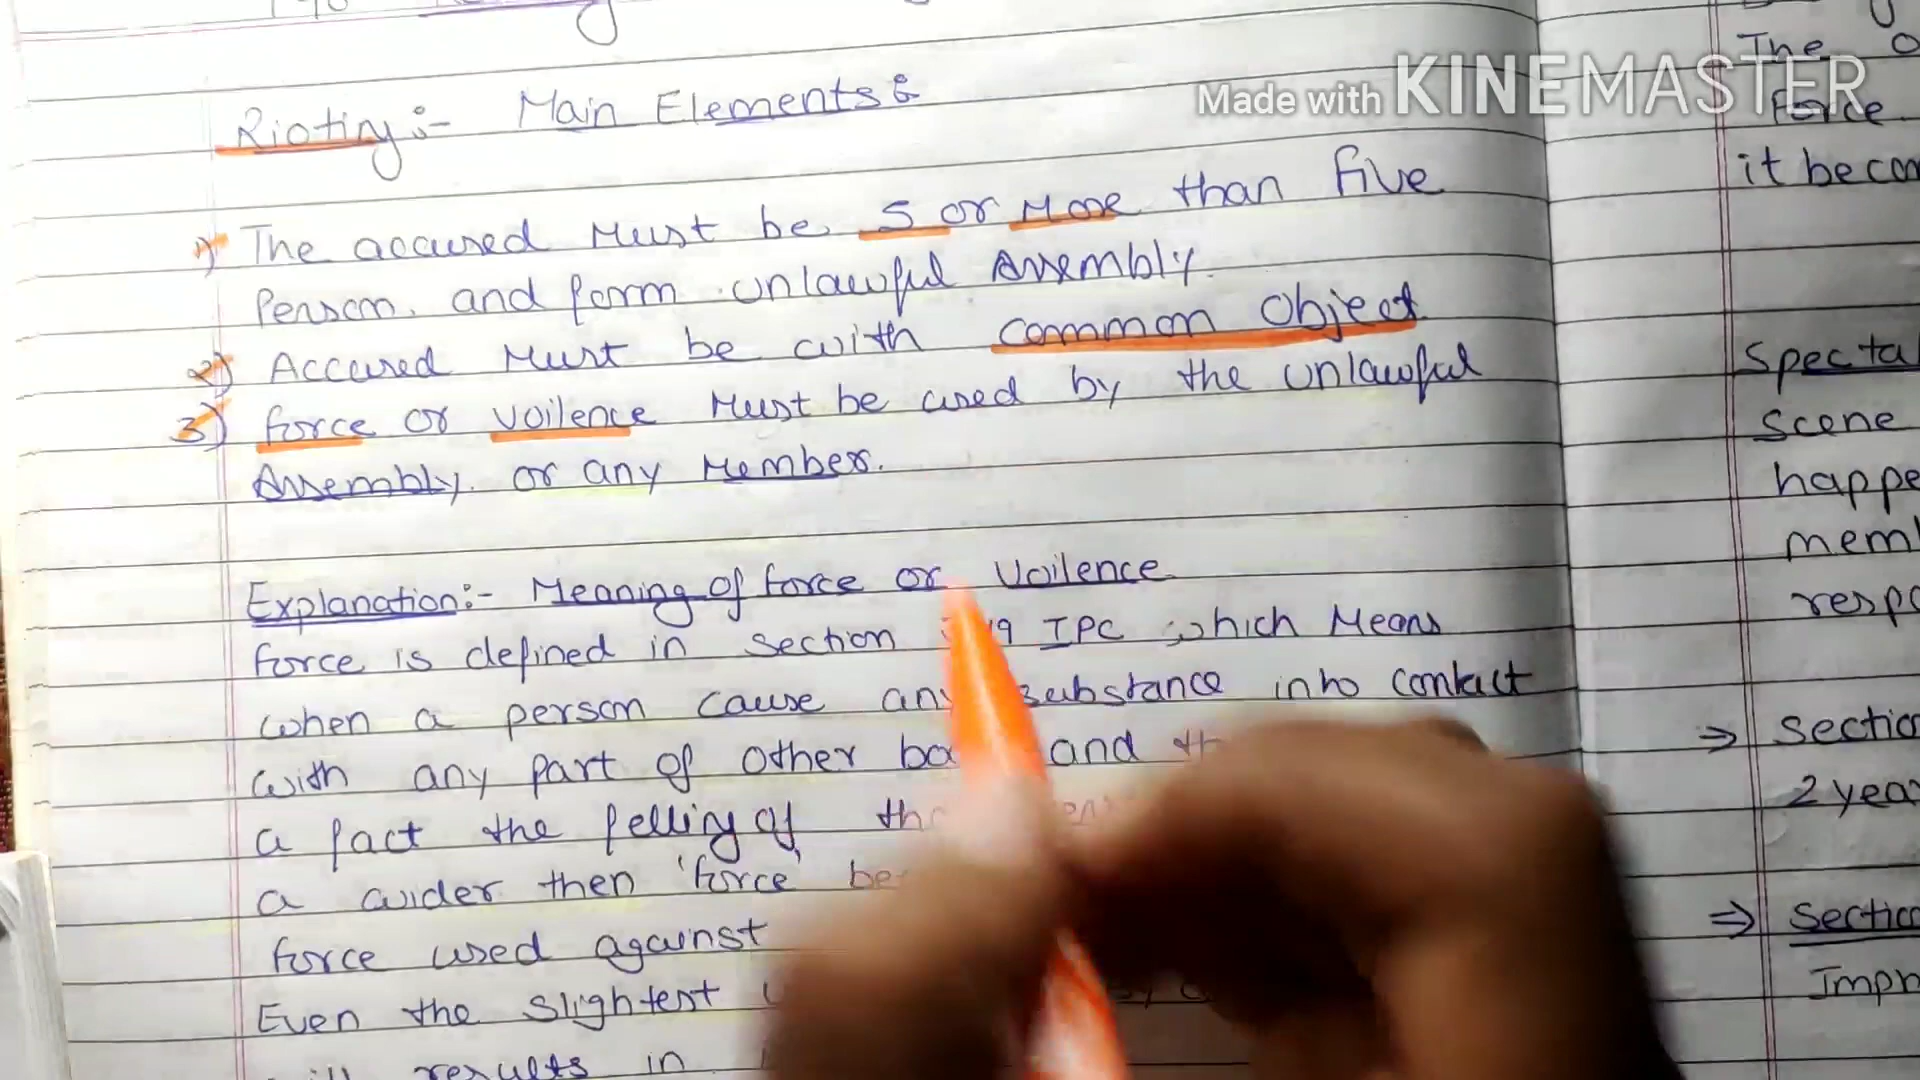 Rioting:- Main Elements:
Made with KINEMASTER
1) The accused Must be 5 or More than five
Person. and form unlawful Assembly.
2) Accused Must be with common Object
3) force or voilence Must be used by the unlawful
Assembly. or any Member.
Explanation:- Meaning of force or Voilence
force is defined in section IPC which Means
when a person cause any substance into contact
with any part of other and
a fact the felling of
a wider then 'force'
force used against
Even the slightest
results in
The
force
it becom
Specta
Scene
happe
mem
respo
⇒ Sectio
2 year
⇒ Sectio
Impr